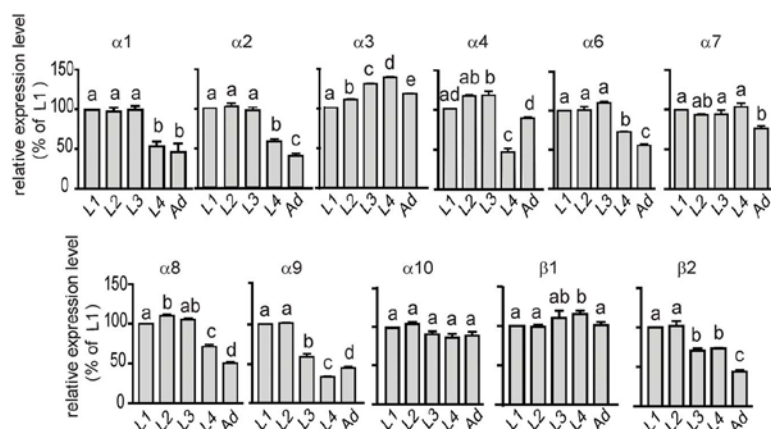 α1 α2 α3 α4 α6 α7
relative expression level
(% of L1)
150
100
50
0
a a a b b
a a a b c
a b c d e
ad ab b c d
a a a b c
a ab a a b
L1 L2 L3 L4 Ad
L1 L2 L3 L4 Ad
L1 L2 L3 L4 Ad
L1 L2 L3 L4 Ad
L1 L2 L3 L4 Ad
L1 L2 L3 L4 Ad
α8 α9 α10 β1 β2
relative expression level
(% of L1)
150
100
50
0
a b ab c d
a a b c d
a a a a a
a a ab b a
a a b b c
L1 L2 L3 L4 Ad
L1 L2 L3 L4 Ad
L1 L2 L3 L4 Ad
L1 L2 L3 L4 Ad
L1 L2 L3 L4 Ad